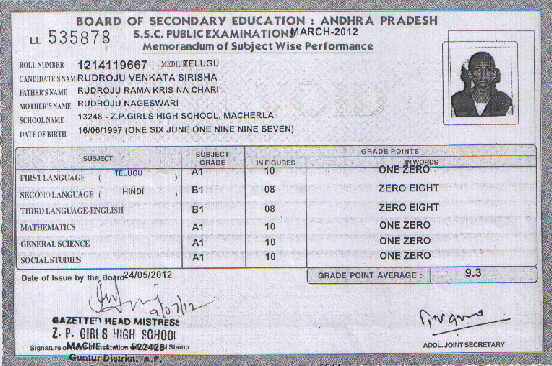 BOARD OF SECONDARY EDUCATION : ANDHRA PRADESH
LL 535878 S.S.C. PUBLIC EXAMINATIONS MARCH-2012
Memorandum of Subject Wise Performance
ROLL NUMBER 1214119667 TELUGU
CANDIDATE'S NAME RUDROJU VENKATA SIRISHA
FATHER'S NAME RUDROJU RAMA KRISHNA CHARI
MOTHER'S NAME RUDROJU NAGESWARI
SCHOOL NAME 13248 - Z.P.GIRLS HIGH SCHOOL, MACHERLA
DATE OF BIRTH 16/06/1997 (ONE SIX JUNE ONE NINE NINE SEVEN)
SUBJECT SUBJECT GRADE GRADE POINTS
IN FIGURES IN WORDS
FIRST LANGUAGE ( TELUGU ) A1 10 ONE ZERO
SECOND LANGUAGE ( HINDI ) B1 08 ZERO EIGHT
THIRD LANGUAGE ENGLISH B1 08 ZERO EIGHT
MATHEMATICS A1 10 ONE ZERO
GENERAL SCIENCE A1 10 ONE ZERO
SOCIAL STUDIES A1 10 ONE ZERO
Date of Issue by the Board 24/05/2012 GRADE POINT AVERAGE : 9.3
GAZETTED HEAD MISTRESS
Z. P. GIRLS HIGH SCHOOL
ADDL. JOINT SECRETARY
Guntur District, A.P.